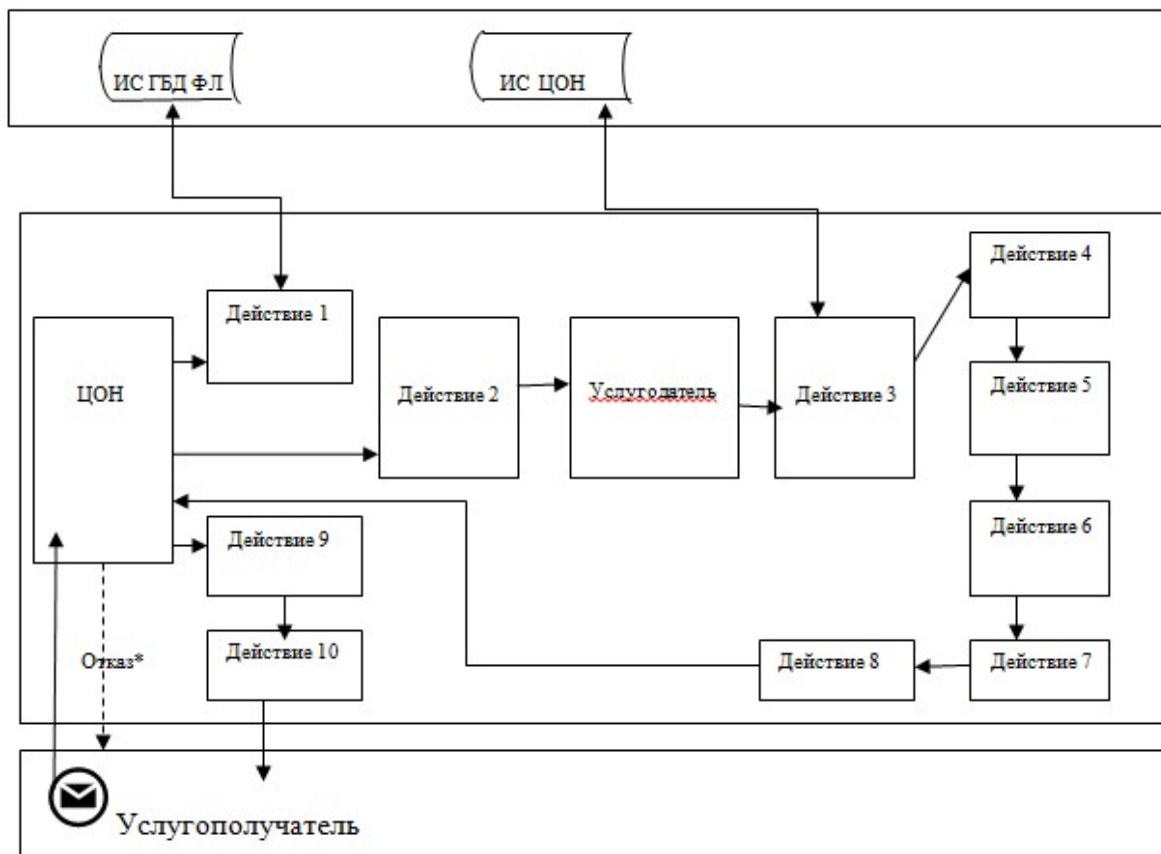 ИС ГБД ФЛ
ИС ЦОН
Действие 4
Действие 1
ЦОН
Действие 2
Услугодатель
Действие 3
Действие 5
Действие 6
Действие 9
Действие 10
Отказ*
Действие 8
Действие 7
Услугополучатель